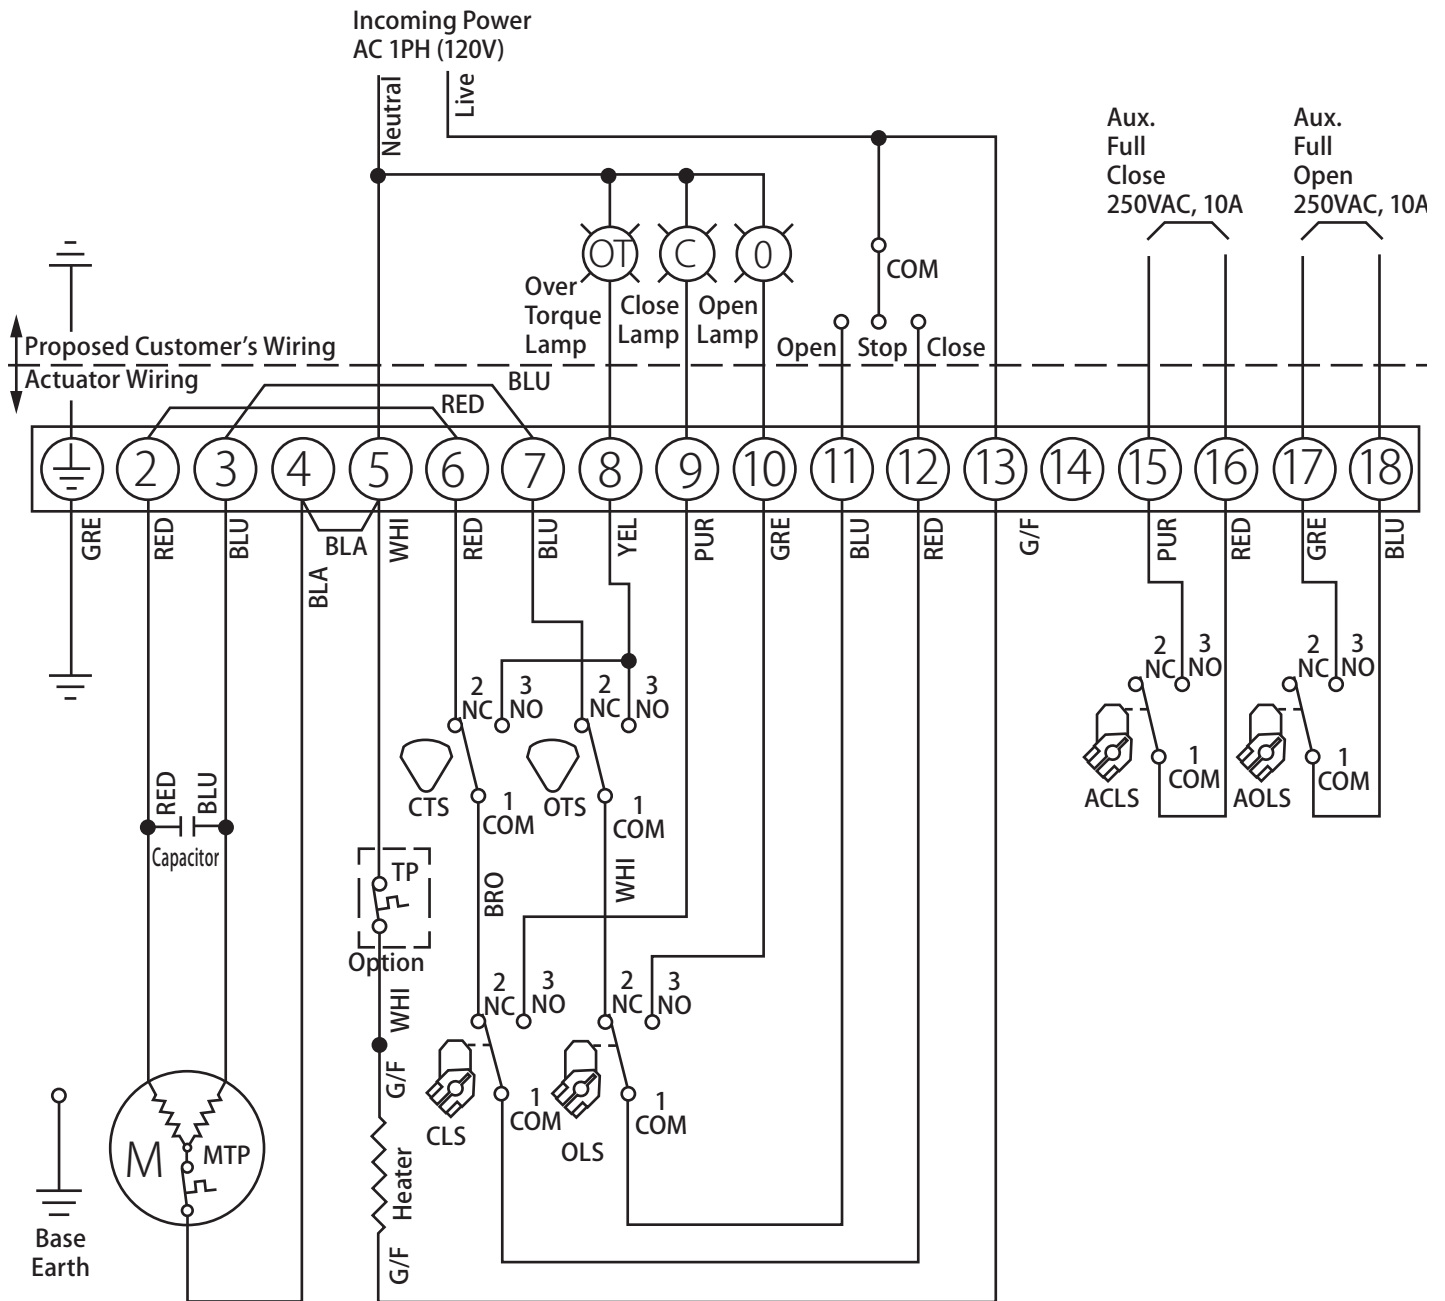 Incoming Power
AC 1PH (120V)
Neutral
Live
Aux.
Full
Close
250VAC, 10A
Aux.
Full
Open
250VAC, 10A
OT
C
0
COM
Over
Torque
Lamp
Close
Lamp
Open
Lamp
Open
Stop
Close
Proposed Customer's Wiring
Actuator Wiring
BLU
RED
2
3
4
5
6
7
8
9
10
11
12
13
14
15
16
17
18
GRE
RED
BLU
BLA
BLA
WHI
RED
BLU
YEL
PUR
GRE
BLU
RED
G/F
PUR
RED
GRE
BLU
2
NC
3
NO
2
NC
3
NO
2
NC
3
NO
2
NC
3
NO
CTS
1
COM
OTS
1
COM
ACLS
1
COM
AOLS
1
COM
RED
BLU
Capacitor
TP
Option
BRO
WHI
WHI
2
NC
3
NO
2
NC
3
NO
G/F
CLS
1
COM
OLS
1
COM
M
MTP
Heater
G/F
Base
Earth